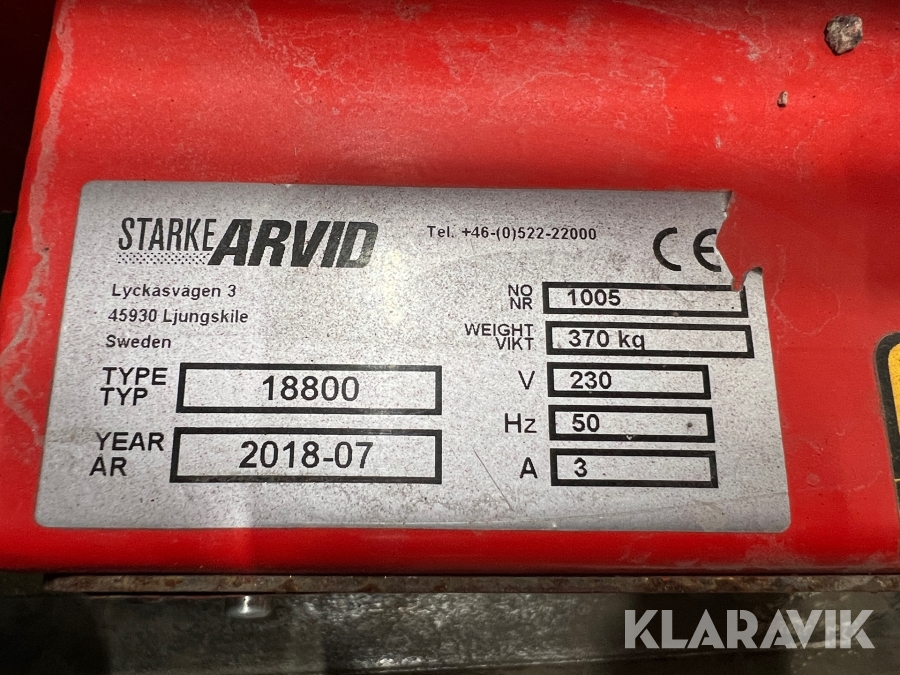 STARKE ARVID
Tel. +46-(0)522-22000
CE
Lyckasvägen 3
45930 Ljungskile
Sweden
TYPE
TYP
18800
YEAR
AR
2018-07
NO
NR
1005
WEIGHT
VIKT
370 kg
V
230
Hz
50
A
3
KLARAVIK